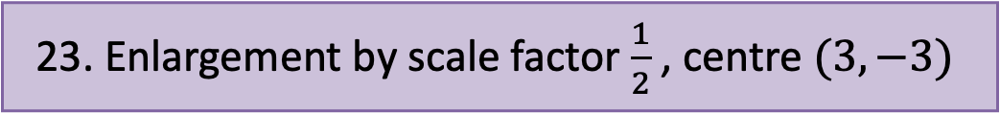 23. Enlargement by scale factor 1/2, centre (3, −3)